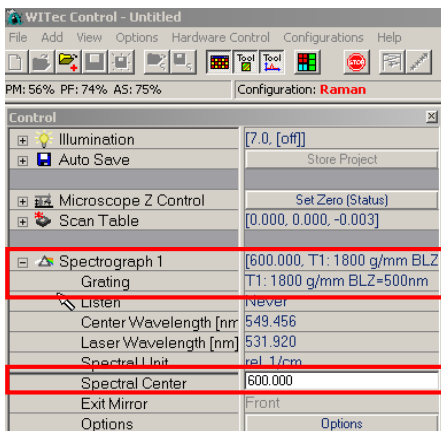 WITec Control - Untitled
File Add View Options Hardware Control Configurations Help
Tool Tool
STOP
PM: 56% PF: 74% AS: 75% Configuration: Raman
Control
Illumination [7.0, [off]]
Auto Save Store Project
Microscope Z Control Set Zero (Status)
Scan Table [0.000, 0.000, -0.003]
Spectrograph 1 [600.000, T1: 1800 g/mm BLZ
Grating T1: 1800 g/mm BLZ=500nm
Listen Never
Center Wavelength [nm 549.456
Laser Wavelength [nm] 531.920
Spectral Unit rel. 1/cm
Spectral Center 600.000
Exit Mirror Front
Options Options